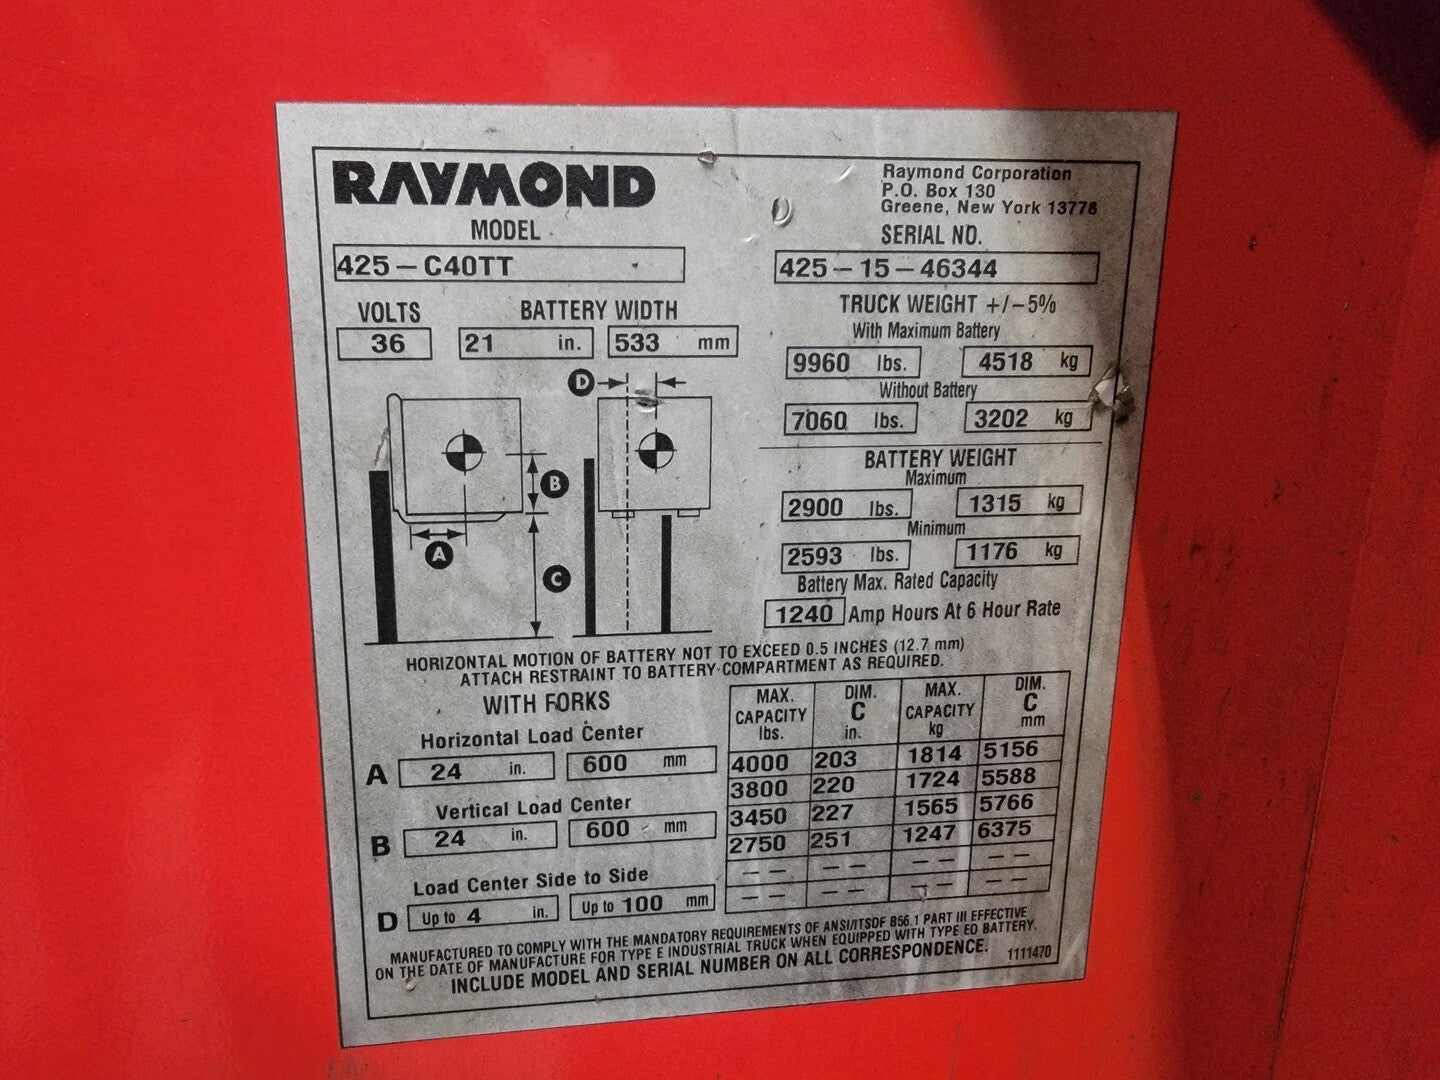 RAYMOND
Raymond Corporation
P.O. Box 130
Greene, New York 13778
MODEL
425-C40TT
SERIAL NO.
425-15-46344
VOLTS
36
BATTERY WIDTH
21 in. 533 mm
TRUCK WEIGHT +/-5%
With Maximum Battery
9960 lbs. 4518 kg
Without Battery
7060 lbs. 3202 kg
BATTERY WEIGHT
Maximum
2900 lbs. 1315 kg
Minimum
2593 lbs. 1176 kg
Battery Max. Rated Capacity
1240 Amp Hours At 6 Hour Rate
D
B
A
C
HORIZONTAL MOTION OF BATTERY NOT TO EXCEED 0.5 INCHES (12.7 mm)
ATTACH RESTRAINT TO BATTERY COMPARTMENT AS REQUIRED.
WITH FORKS
Horizontal Load Center
A 24 in. 600 mm
Vertical Load Center
B 24 in. 600 mm
Load Center Side to Side
D Up to 4 in. Up to 100 mm
MAX. CAPACITY lbs. DIM. C in. MAX. CAPACITY kg DIM. C mm
4000 203 1814 5156
3800 220 1724 5588
3450 227 1565 5766
2750 251 1247 6375
-- -- -- --
-- -- -- --
MANUFACTURED TO COMPLY WITH THE MANDATORY REQUIREMENTS OF ANSI/ITSDF B56.1 PART III EFFECTIVE
ON THE DATE OF MANUFACTURE FOR TYPE E INDUSTRIAL TRUCK WHEN EQUIPPED WITH TYPE EO BATTERY.
INCLUDE MODEL AND SERIAL NUMBER ON ALL CORRESPONDENCE. 1111470